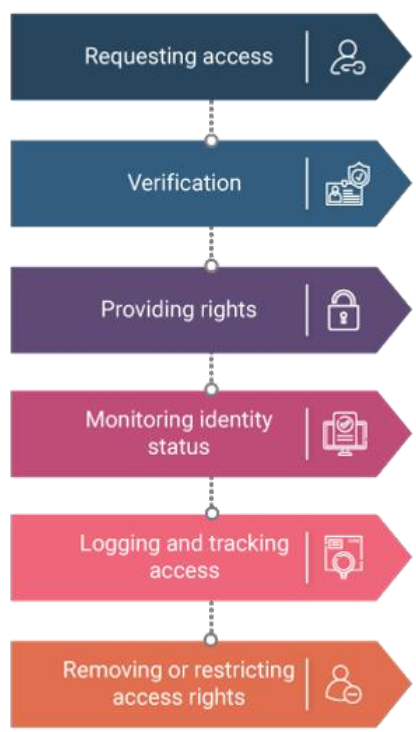 Requesting access
Verification
Providing rights
Monitoring identity
status
Logging and tracking
access
Removing or restricting
access rights